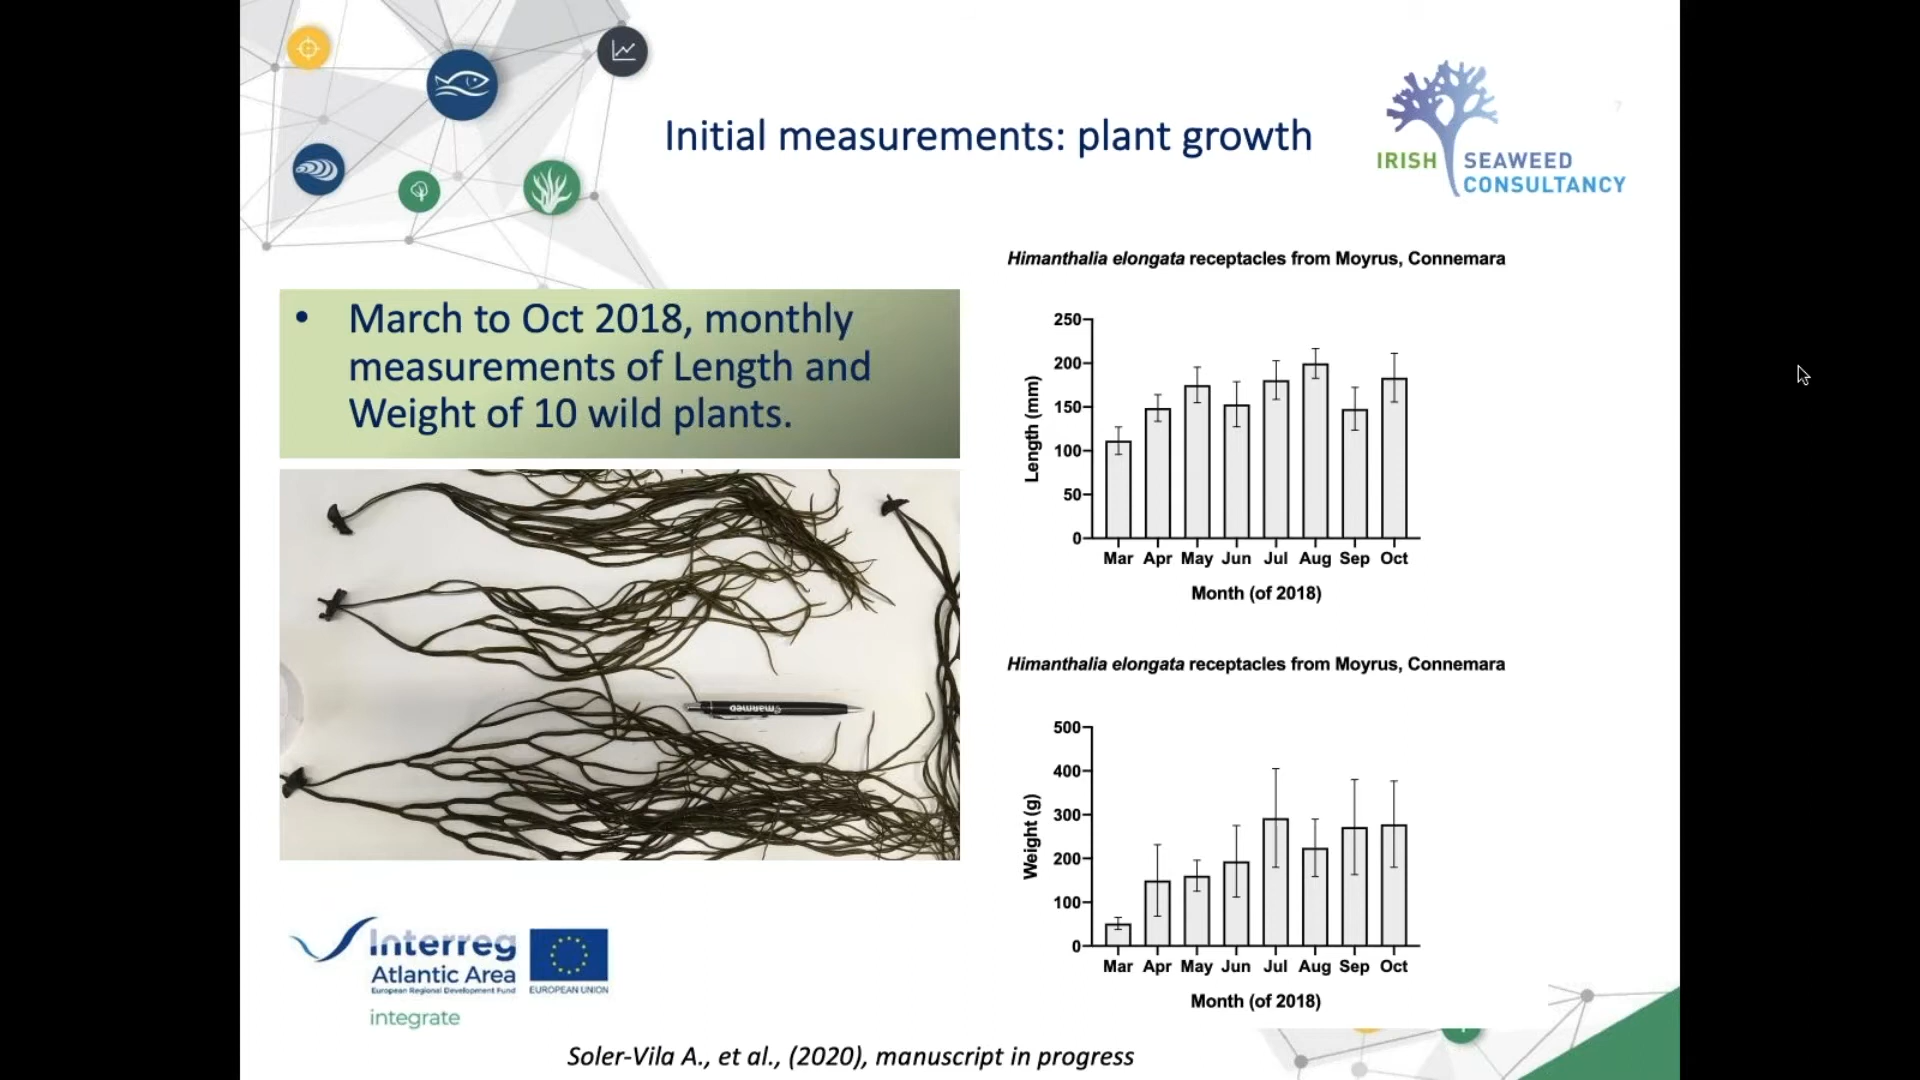 Initial measurements: plant growth
IRISH SEAWEED
CONSULTANCY
7
• March to Oct 2018, monthly
measurements of Length and
Weight of 10 wild plants.
Himanthalia elongata receptacles from Moyrus, Connemara
Length (mm)
250
200
150
100
50
0
Mar Apr May Jun Jul Aug Sep Oct
Month (of 2018)
Himanthalia elongata receptacles from Moyrus, Connemara
Weight (g)
500
400
300
200
100
0
Mar Apr May Jun Jul Aug Sep Oct
Month (of 2018)
Interreg
Atlantic Area
European Regional Development Fund
EUROPEAN UNION
integrate
Soler-Vila A., et al., (2020), manuscript in progress